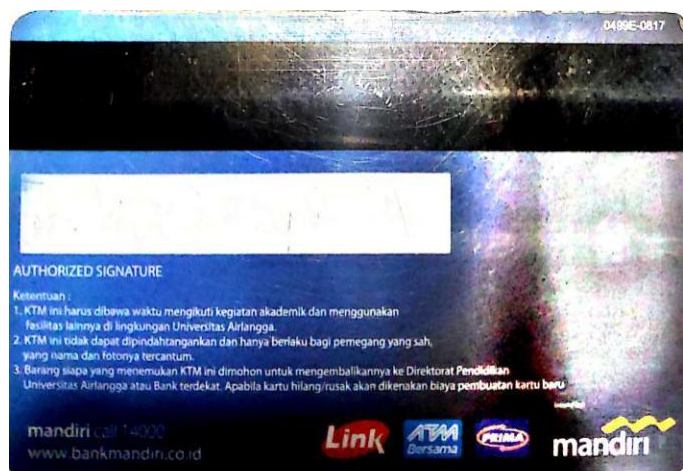 0499E-0817
AUTHORIZED SIGNATURE
Ketentuan :
1. KTM ini harus dibawa waktu mengikuti kegiatan akademik dan menggunakan
fasilitas lainnya di lingkungan Universitas Airlangga.
2. KTM ini tidak dapat dipindahtangankan dan hanya berlaku bagi pemegang yang sah,
yang nama dan fotonya tercantum.
3. Barang siapa yang menemukan KTM ini dimohon untuk mengembalikannya ke Direktorat Pendidikan
Universitas Airlangga atau Bank terdekat. Apabila kartu hilang/rusak akan dikenakan biaya pembuatan kartu baru
mandiri call 14000
www.bankmandiri.co.id
Link
ATM
Bersama
PRIMA
mandiri